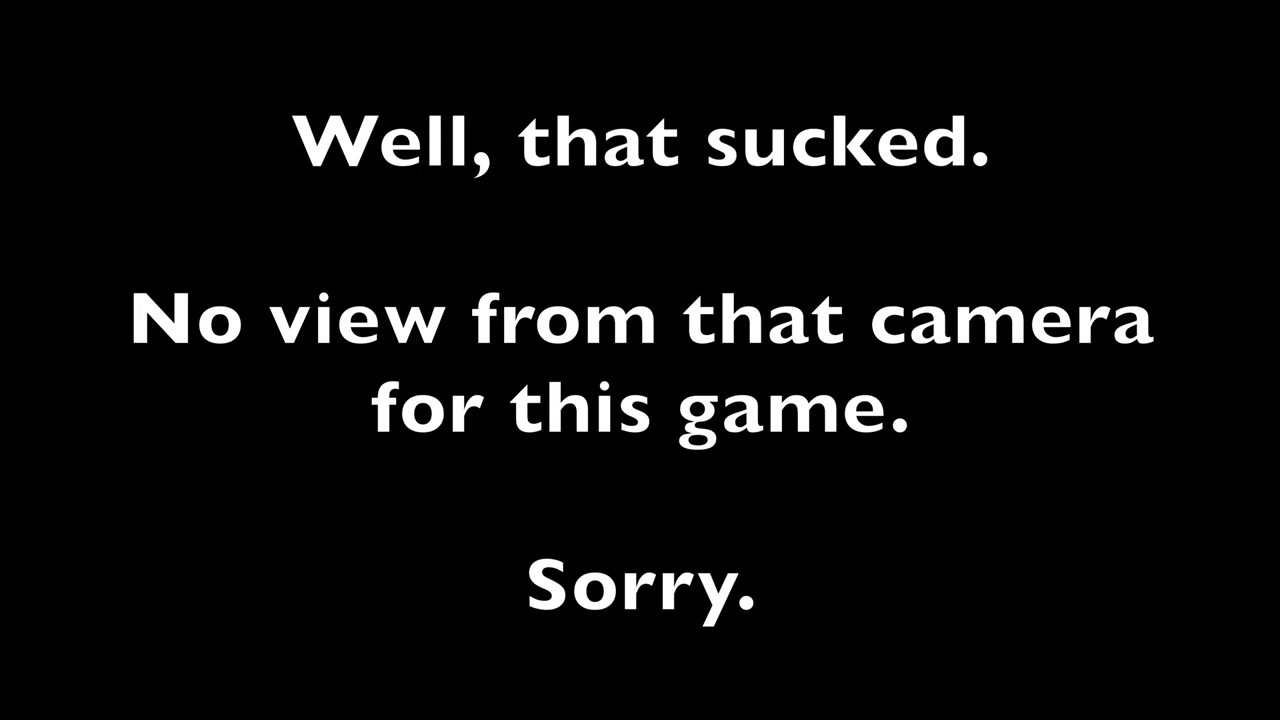 Well, that sucked.
No view from that camera
for this game.
Sorry.